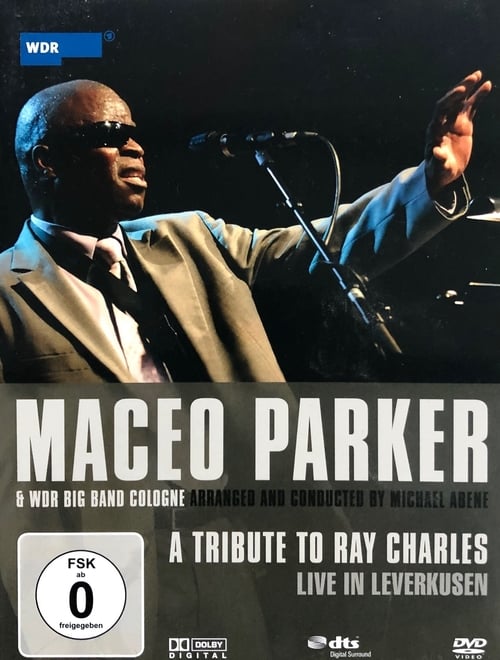 WDR
MACEO PARKER
& WDR BIG BAND COLOGNE ARRANGED AND CONDUCTED BY MICHAEL ABENE
A TRIBUTE TO RAY CHARLES
LIVE IN LEVERKUSEN
FSK
ab
0
freigegeben
DOLBY
DIGITAL
dts
Digital Surround
DVD
VIDEO